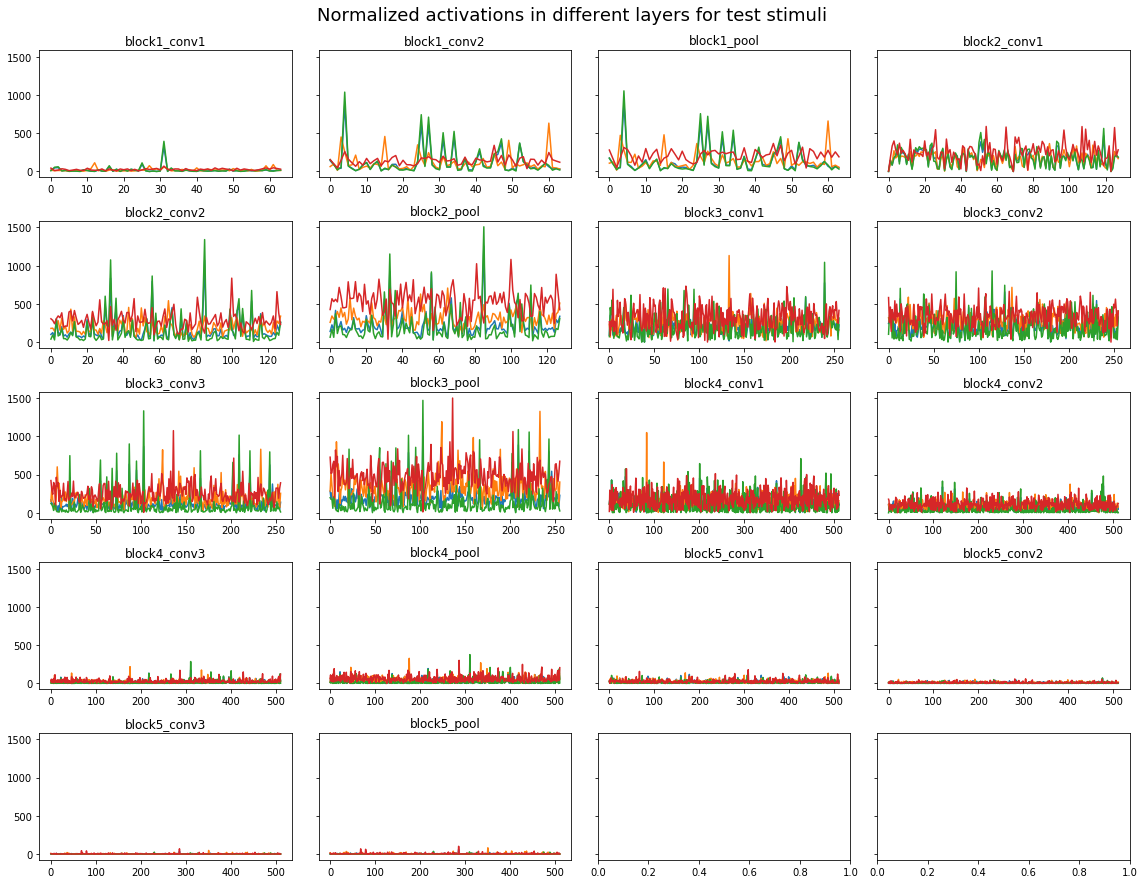 Normalized activations in different layers for test stimuli
block1_conv1 block1_conv2 block1_pool block2_conv1
1500
1000
500
0
0 10 20 30 40 50 60 0 10 20 30 40 50 60 0 10 20 30 40 50 60 0 20 40 60 80 100 120
block2_conv2 block2_pool block3_conv1 block3_conv2
1500
1000
500
0
0 20 40 60 80 100 120 0 20 40 60 80 100 120 0 50 100 150 200 250 0 50 100 150 200 250
block3_conv3 block3_pool block4_conv1 block4_conv2
1500
1000
500
0
0 50 100 150 200 250 0 50 100 150 200 250 0 100 200 300 400 500 0 100 200 300 400 500
block4_conv3 block4_pool block5_conv1 block5_conv2
1500
1000
500
0
0 100 200 300 400 500 0 100 200 300 400 500 0 100 200 300 400 500 0 100 200 300 400 500
block5_conv3 block5_pool
1500
1000
500
0
0 100 200 300 400 500 0 100 200 300 400 500 0.0 0.2 0.4 0.6 0.8 1.0 0.0 0.2 0.4 0.6 0.8 1.0